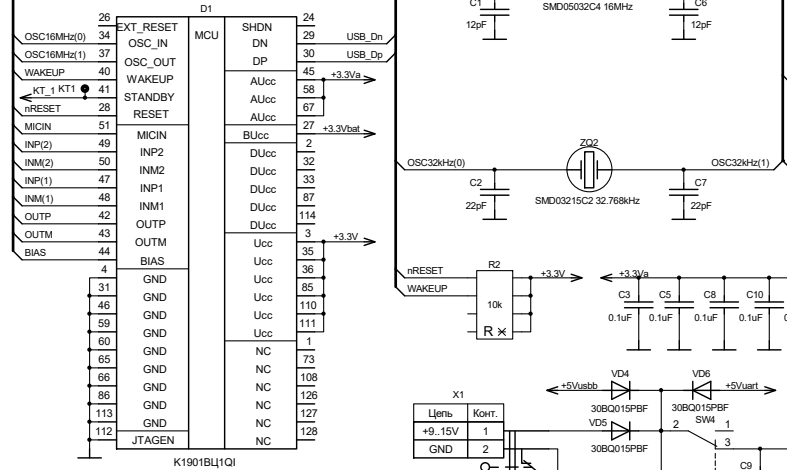 D1
26 EXT_RESET MCU SHDN 24
OSC16MHz(0) 34 OSC_IN DN 29 USB_Dn
OSC16MHz(1) 37 OSC_OUT DP 30 USB_Dp
WAKEUP 40 WAKEUP AUcc 45 +3.3Va
KT_1 KT1 41 STANDBY AUcc 58
nRESET 28 RESET AUcc 67
MICIN 51 MICIN BUcc 27 +3.3Vbat
INP(2) 49 INP2 DUcc 2
INM(2) 50 INM2 DUcc 32
INP(1) 47 INP1 DUcc 33
INM(1) 48 INM1 DUcc 87
OUTP 42 OUTP DUcc 114
OUTM 43 OUTM Ucc 3 +3.3V
BIAS 44 BIAS Ucc 35
4 GND Ucc 36
31 GND Ucc 85
46 GND Ucc 110
59 GND Ucc 111
60 GND NC 1
65 GND NC 73
66 GND NC 108
86 GND NC 126
113 GND NC 127
112 JTAGEN NC 128
К1901ВЦ1QI
C1 SMD05032C4 16MHz C6
12pF 12pF
ZQ2
OSC32kHz(0) OSC32kHz(1)
C2 C7
22pF SMD03215C2 32.768kHz 22pF
nRESET R2 +3.3V +3.3Va
WAKEUP
10k C3 C5 C8 C10
0.1uF 0.1uF 0.1uF 0.1uF
R
VD4 VD6
+5Vusbb +5Vuart
30BQ015PBF 30BQ015PBF
X1
Цепь Конт.
+9..15V 1
GND 2
VD5 SW4
2 1
3
30BQ015PBF
C9